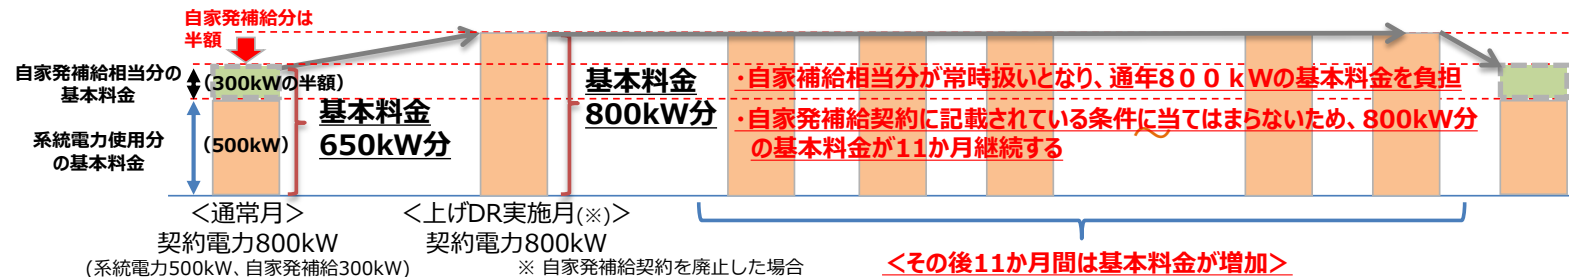 自家発補給分は
半額
自家発補給相当分の
基本料金
(300kWの半額)
系統電力使用分
の基本料金
(500kW)
基本料金
650kW分
基本料金
800kW分
・自家補給相当分が常時扱いとなり、通年800kWの基本料金を負担
・自家発補給契約に記載されている条件に当てはまらないため、800kW分
の基本料金が11か月継続する
<通常月>
契約電力800kW
(系統電力500kW、自家発補給300kW)
<上げDR実施月(※)>
契約電力800kW
※ 自家発補給契約を廃止した場合
<その後11か月間は基本料金が増加>